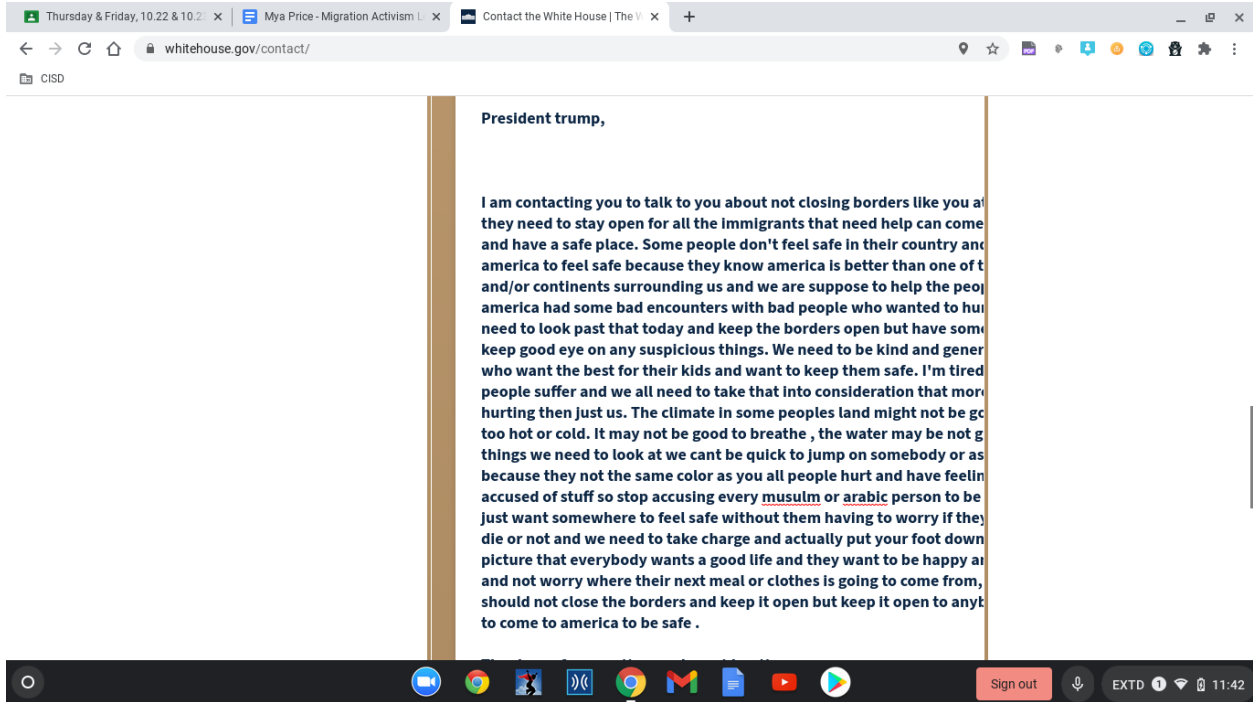 Thursday & Friday, 10.22 & 10.2
Mya Price - Migration Activism L
Contact the White House | The W
whitehouse.gov/contact/
CISD
President trump,
I am contacting you to talk to you about not closing borders like you
they need to stay open for all the immigrants that need help can come
and have a safe place. Some people don't feel safe in their country
america to feel safe because they know america is better than one of
and/or continents surrounding us and we are suppose to help the
america had some bad encounters with bad people who wanted to
need to look past that today and keep the borders open but have
keep good eye on any suspicious things. We need to be kind and
who want the best for their kids and want to keep them safe. I'm tired
people suffer and we all need to take that into consideration that
hurting then just us. The climate in some peoples land might not be
too hot or cold. It may not be good to breathe , the water may be not
things we need to look at we cant be quick to jump on somebody or
because they not the same color as you all people hurt and have
accused of stuff so stop accusing every musulm or arabic person to be
just want somewhere to feel safe without them having to worry if
die or not and we need to take charge and actually put your foot down
picture that everybody wants a good life and they want to be happy
and not worry where their next meal or clothes is going to come from,
should not close the borders and keep it open but keep it open to
to come to america to be safe .
PDF
Sign out
EXTD 1 11:42